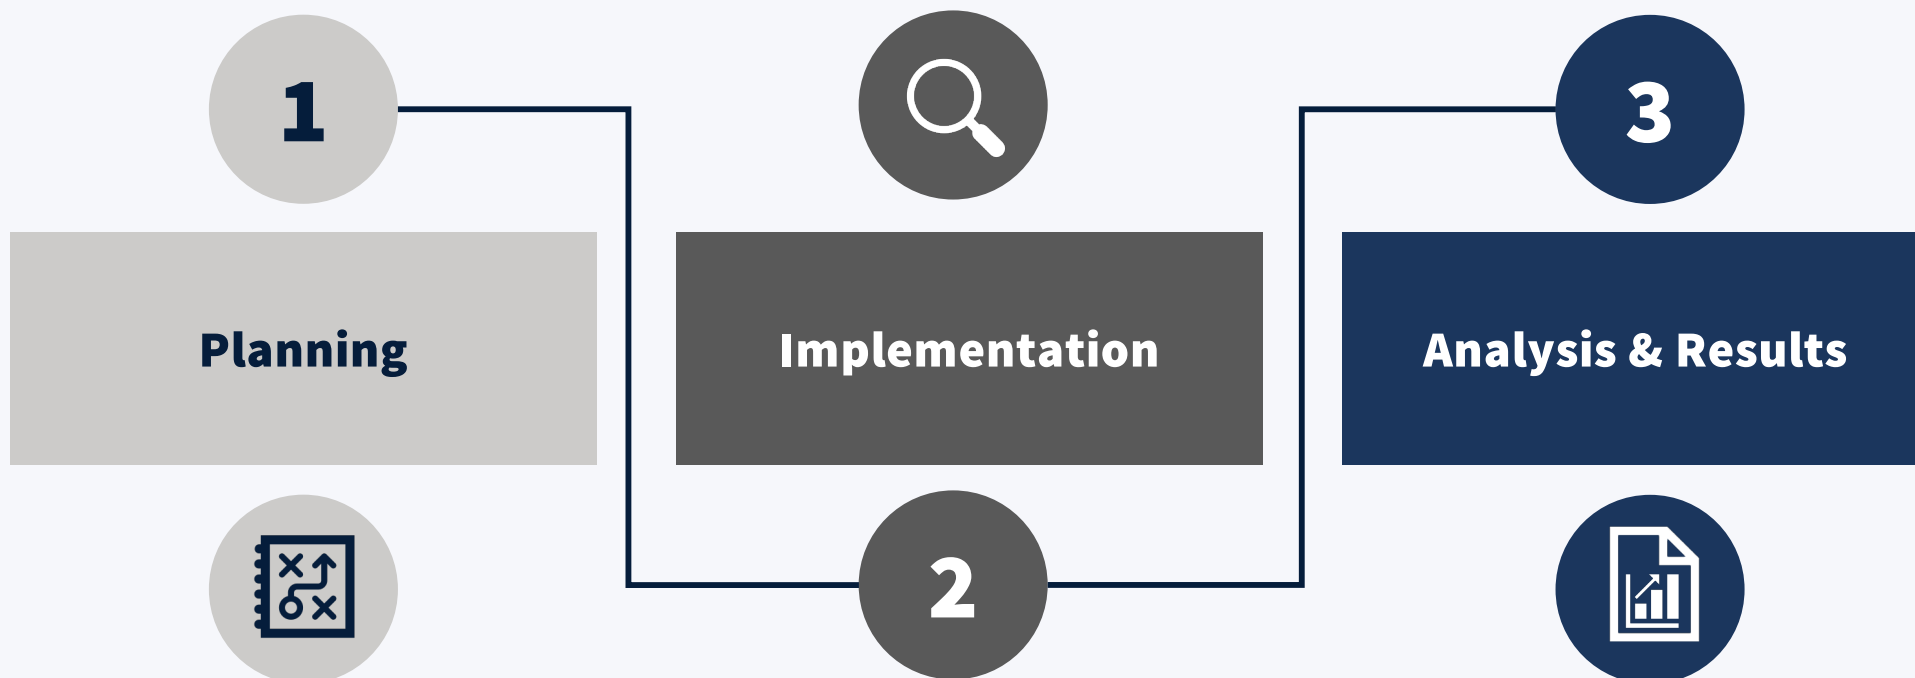 1
Planning
Implementation
2
3
Analysis & Results